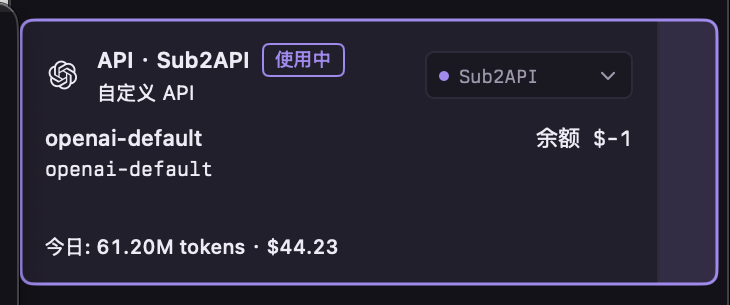 API · Sub2API 使用中
自定义 API
Sub2API
openai-default
余额 $-1
openai-default
今日: 61.20M tokens · $44.23